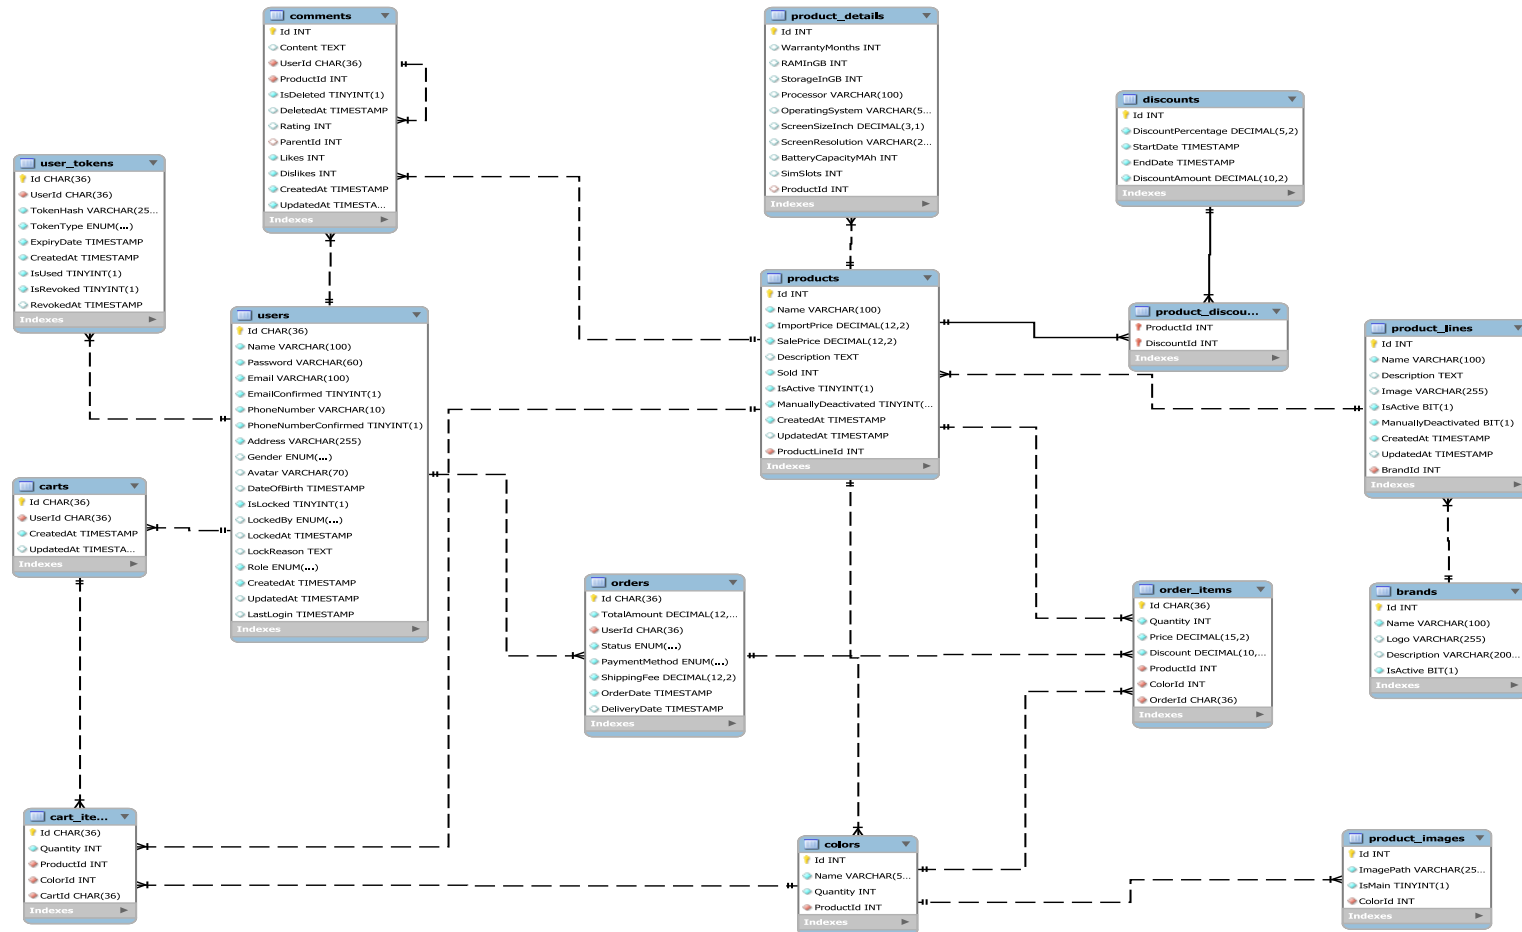 comments
Id INT
Content TEXT
UserId CHAR(36)
ProductId INT
IsDeleted TINYINT(1)
DeletedAt TIMESTAMP
Rating INT
ParentId INT
Likes INT
Dislikes INT
CreatedAt TIMESTAMP
UpdatedAt TIMESTA...
Indexes
product_details
Id INT
WarrantyMonths INT
RAMInGB INT
StorageInGB INT
Processor VARCHAR(100)
OperatingSystem VARCHAR(5...
ScreenSizeInch DECIMAL(3,1)
ScreenResolution VARCHAR(2...
BatteryCapacityMAh INT
SimSlots INT
ProductId INT
Indexes
discounts
Id INT
DiscountPercentage DECIMAL(5,2)
StartDate TIMESTAMP
EndDate TIMESTAMP
DiscountAmount DECIMAL(10,2)
Indexes
user_tokens
Id CHAR(36)
UserId CHAR(36)
TokenHash VARCHAR(25...
TokenType ENUM(...)
ExpiryDate TIMESTAMP
CreatedAt TIMESTAMP
IsUsed TINYINT(1)
IsRevoked TINYINT(1)
RevokedAt TIMESTAMP
Indexes
users
Id CHAR(36)
Name VARCHAR(100)
Password VARCHAR(60)
Email VARCHAR(100)
EmailConfirmed TINYINT(1)
PhoneNumber VARCHAR(10)
PhoneNumberConfirmed TINYINT(1)
Address VARCHAR(255)
Gender ENUM(...)
Avatar VARCHAR(70)
DateOfBirth TIMESTAMP
IsLocked TINYINT(1)
LockedBy ENUM(...)
LockedAt TIMESTAMP
LockReason TEXT
Role ENUM(...)
CreatedAt TIMESTAMP
UpdatedAt TIMESTAMP
LastLogin TIMESTAMP
Indexes
products
Id INT
Name VARCHAR(100)
ImportPrice DECIMAL(12,2)
SalePrice DECIMAL(12,2)
Description TEXT
Sold INT
IsActive TINYINT(1)
ManuallyDeactivated TINYINT(...
CreatedAt TIMESTAMP
UpdatedAt TIMESTAMP
ProductLineId INT
Indexes
product_discou...
ProductId INT
DiscountId INT
Indexes
product_lines
Id INT
Name VARCHAR(100)
Description TEXT
Image VARCHAR(255)
IsActive BIT(1)
ManuallyDeactivated BIT(1)
CreatedAt TIMESTAMP
UpdatedAt TIMESTAMP
BrandId INT
Indexes
carts
Id CHAR(36)
UserId CHAR(36)
CreatedAt TIMESTAMP
UpdatedAt TIMESTA...
Indexes
orders
Id CHAR(36)
TotalAmount DECIMAL(12,...
UserId CHAR(36)
Status ENUM(...)
PaymentMethod ENUM(...)
ShippingFee DECIMAL(12,2)
OrderDate TIMESTAMP
DeliveryDate TIMESTAMP
Indexes
order_items
Id CHAR(36)
Quantity INT
Price DECIMAL(15,2)
Discount DECIMAL(10,...
ProductId INT
ColorId INT
OrderId CHAR(36)
Indexes
brands
Id INT
Name VARCHAR(100)
Logo VARCHAR(255)
Description VARCHAR(200...
IsActive BIT(1)
Indexes
cart_ite...
Id CHAR(36)
Quantity INT
ProductId INT
ColorId INT
CartId CHAR(36)
Indexes
colors
Id INT
Name VARCHAR(5...
Quantity INT
ProductId INT
Indexes
product_images
Id INT
ImagePath VARCHAR(25...
IsMain TINYINT(1)
ColorId INT
Indexes